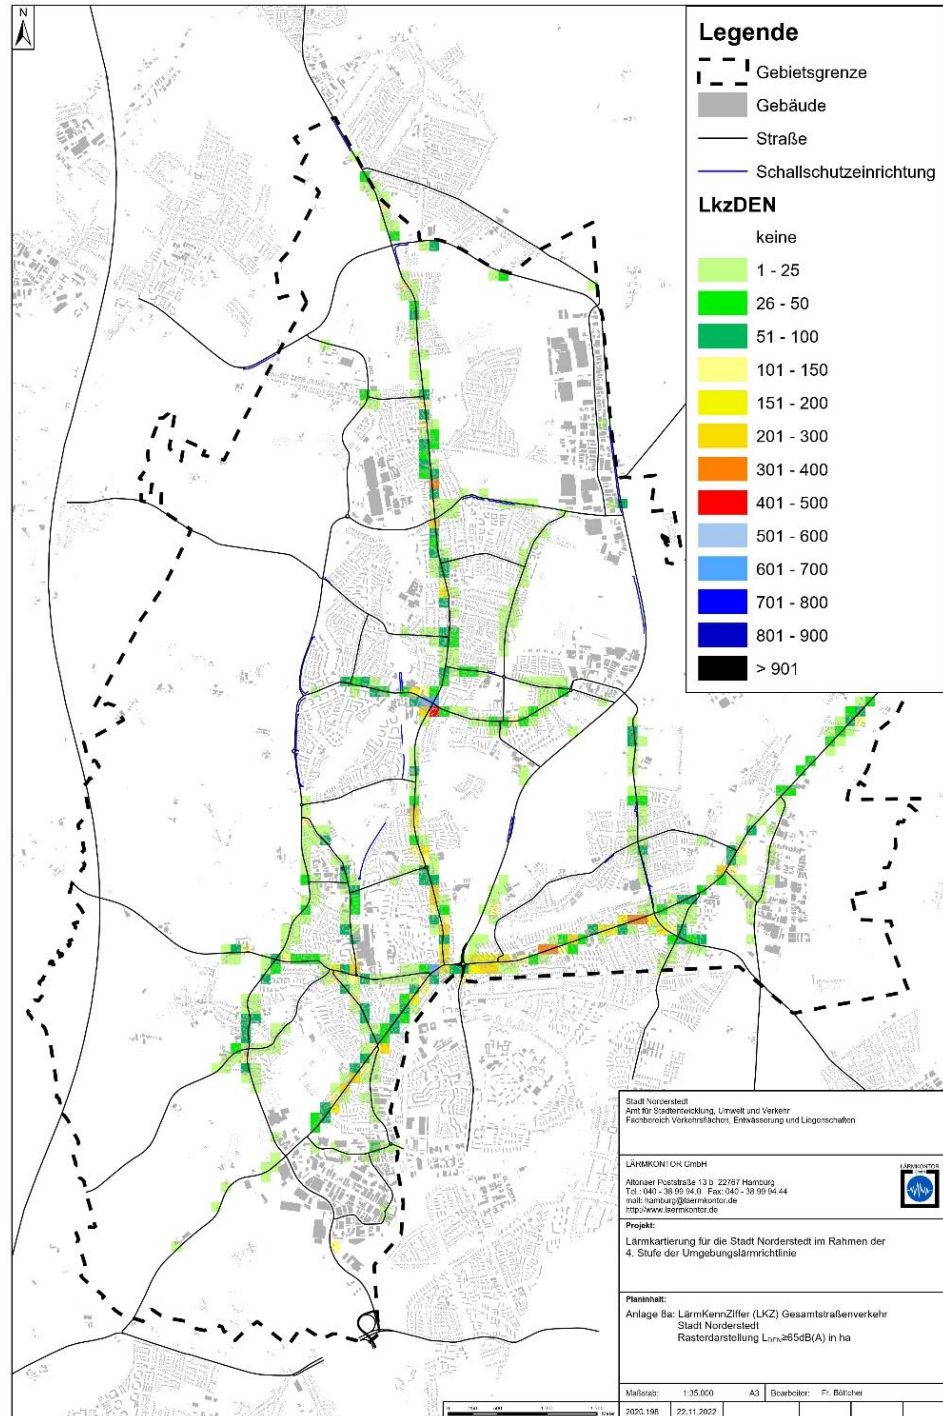 N
Legende
Gebietsgrenze
Gebäude
Straße
Schallschutzeinrichtung
LkzDEN
keine
1 - 25
26 - 50
51 - 100
101 - 150
151 - 200
201 - 300
301 - 400
401 - 500
501 - 600
601 - 700
701 - 800
801 - 900
> 901
Stadt Norderstedt
Amt für Stadtentwicklung, Umwelt und Verkehr
Fachbereich Verkehrsflächen, Entwässerung und Liegenschaften
LÄRMKONTOR GmbH
Altonaer Poststraße 13 b 22767 Hamburg
Tel.: 040 - 38 99 94.0 Fax: 040 - 38 99 94.44
mail: hamburg@laermkontor.de
http://www.laermkontor.de
LÄRMKONTOR
Projekt:
Lärmkartierung für die Stadt Norderstedt im Rahmen der
4. Stufe der Umgebungslärmrichtlinie
Planinhalt:
Anlage 8a: LärmKennZiffer (LKZ) Gesamtstraßenverkehr
Stadt Norderstedt
Rasterdarstellung LDEN≥65dB(A) in ha
Maßstab: 1:35.000 A3 Bearbeiter: Fr. Böttcher
2020.198 22.11.2022